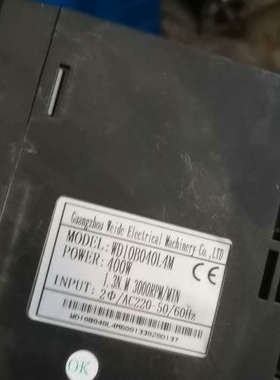 Guangzhou Weide Electrical Machinery Co.,LTD
MODEL: WD10B040L4M
POWER: 400W
1.3N.M 3000RPM/MIN
INPUT: 2Φ/AC220 50/60Hz
CE
OK